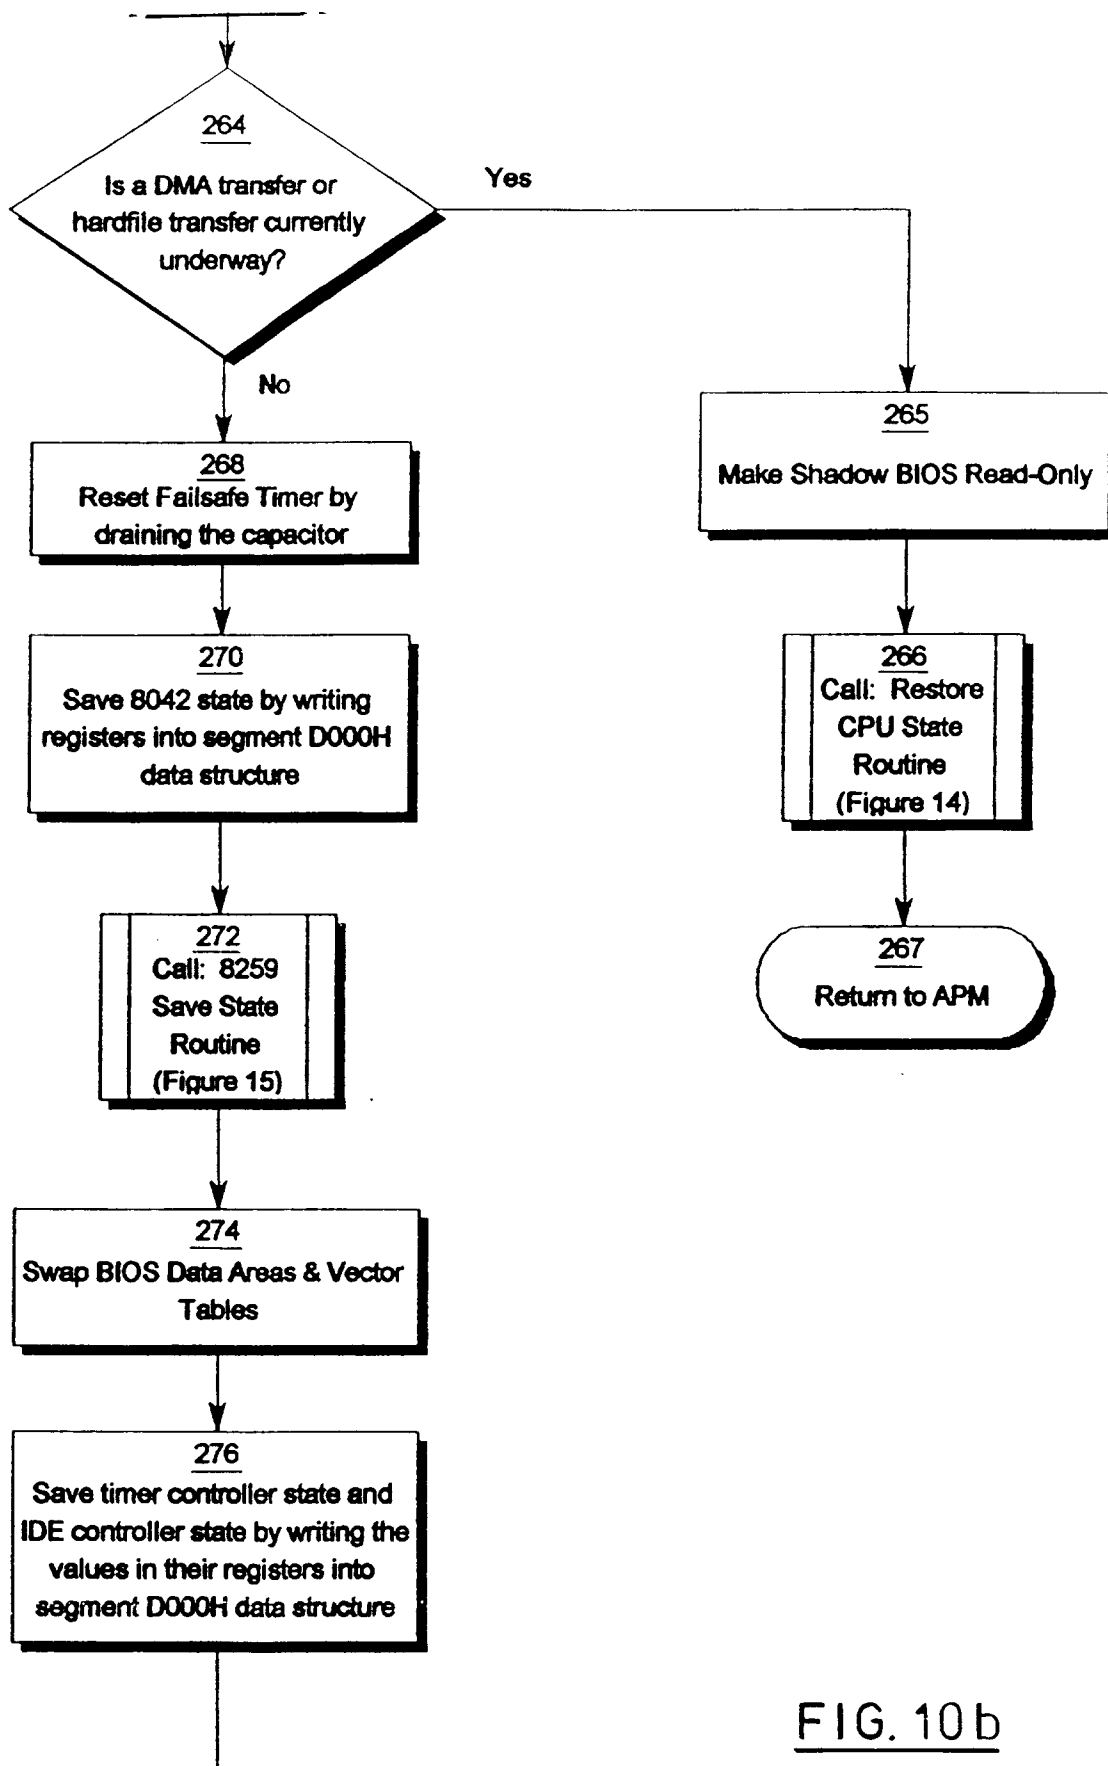 264
Is a DMA transfer or
hardfile transfer currently
underway?
Yes
No
268
Reset Failsafe Timer by
draining the capacitor
270
Save 8042 state by writing
registers into segment D000H
data structure
272
Call: 8259
Save State
Routine
(Figure 15)
274
Swap BIOS Data Areas & Vector
Tables
276
Save timer controller state and
IDE controller state by writing the
values in their registers into
segment D000H data structure
265
Make Shadow BIOS Read-Only
266
Call: Restore
CPU State
Routine
(Figure 14)
267
Return to APM
FIG. 10b